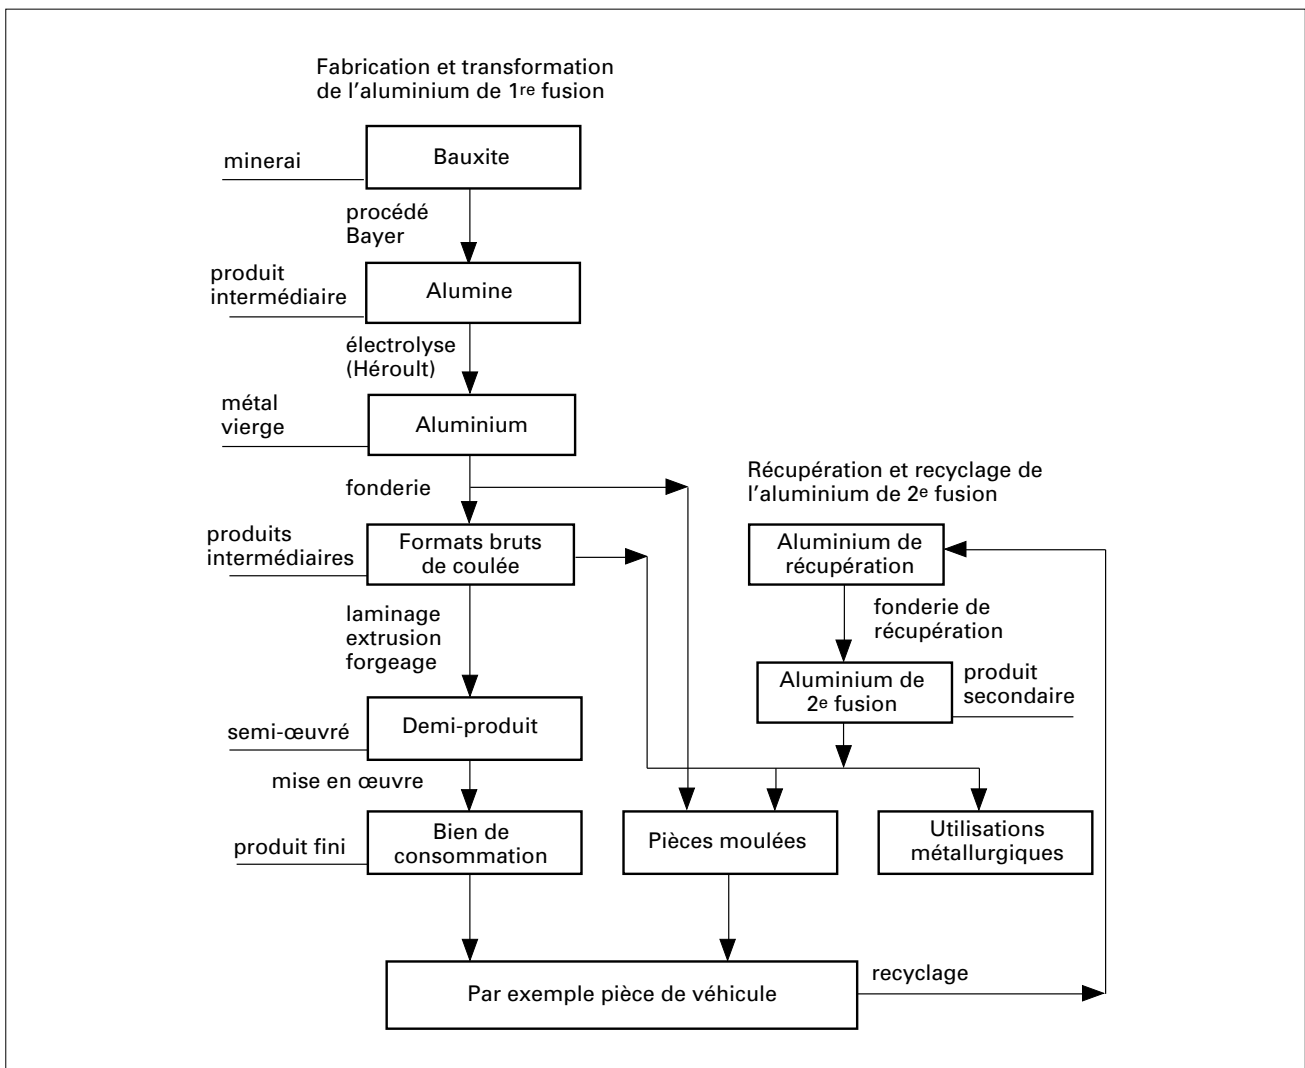 Fabrication et transformation
de l'aluminium de 1re fusion
minerai
Bauxite
procédé
Bayer
produit
intermédiaire
Alumine
électrolyse
(Héroult)
métal
vierge
Aluminium
fonderie
produits
intermédiaires
Formats bruts
de coulée
laminage
extrusion
forgeage
semi-œuvré
Demi-produit
mise en œuvre
produit fini
Bien de
consommation
Récupération et recyclage de
l'aluminium de 2e fusion
Aluminium de
récupération
fonderie de
récupération
Aluminium de
2e fusion
produit
secondaire
Pièces moulées
Utilisations
métallurgiques
Par exemple pièce de véhicule
recyclage